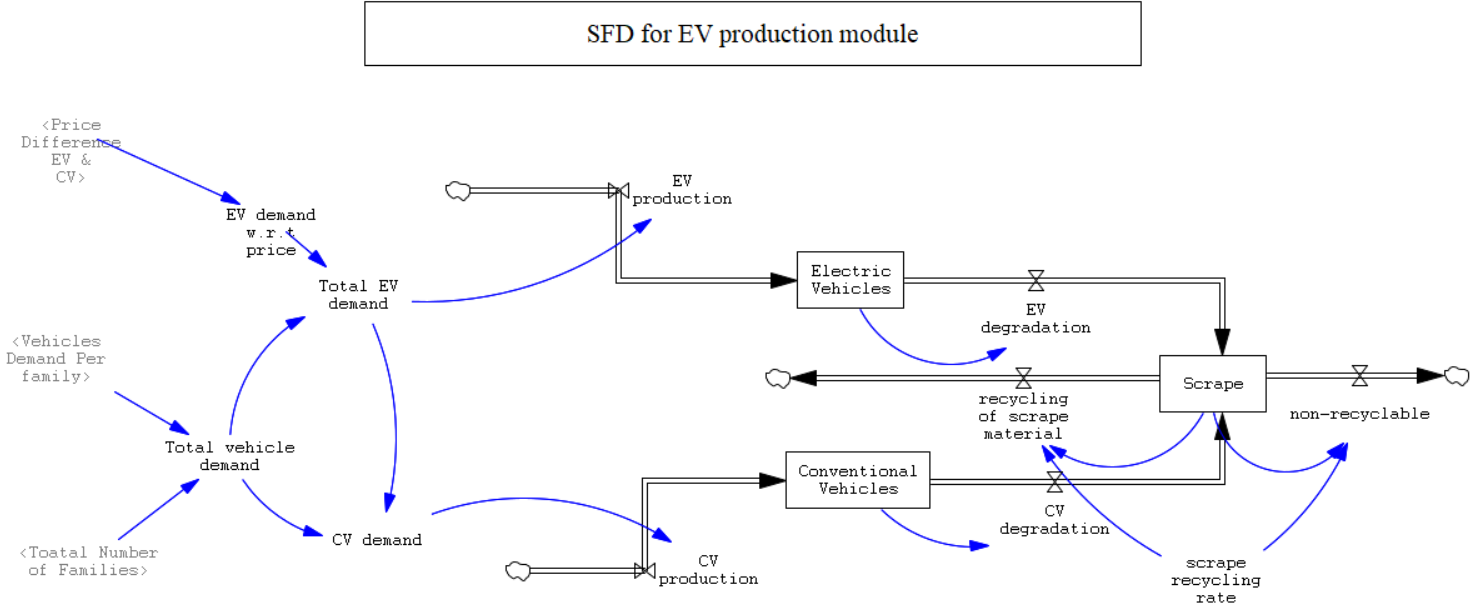 SFD for EV production module
<Price
Difference
EV &
CV>
EV demand
w.r.t
price
EV
production
Total EV
demand
Electric
Vehicles
EV
degradation
<Vehicles
Demand Per
family>
Scrape
recycling
of scrape
material
non-recyclable
Total vehicle
demand
Conventional
Vehicles
CV
degradation
CV demand
<Toatal Number
of Families>
CV
production
scrape
recycling
rate